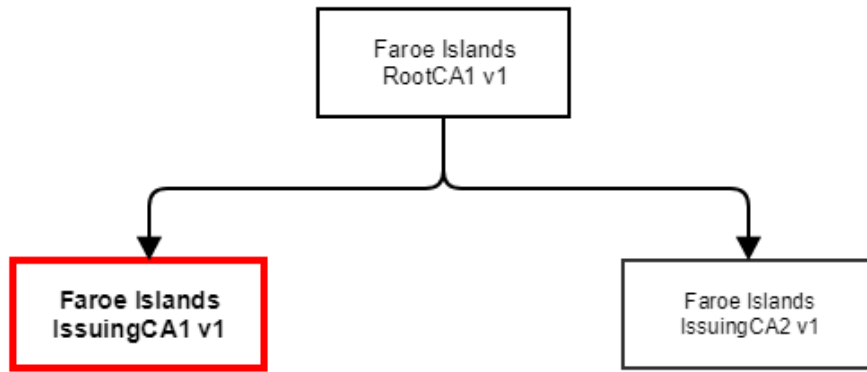 Faroe Islands
RootCA1 v1
Faroe Islands
IssuingCA1 v1
Faroe Islands
IssuingCA2 v1